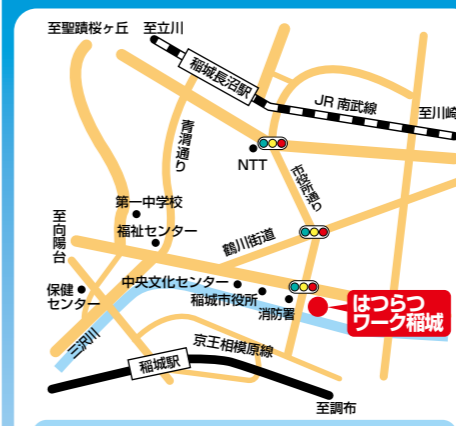 至聖蹟桜ヶ丘
至立川
稲城長沼駅
JR 南武線
至川崎
青渭通り
NTT
市役所通り
第一中学校
福祉センター
至向陽台
鶴川街道
中央文化センター
保健
センター
稲城市役所
消防署
はつらつ
ワーク稲城
三沢川
京王相模原線
稲城駅
至調布